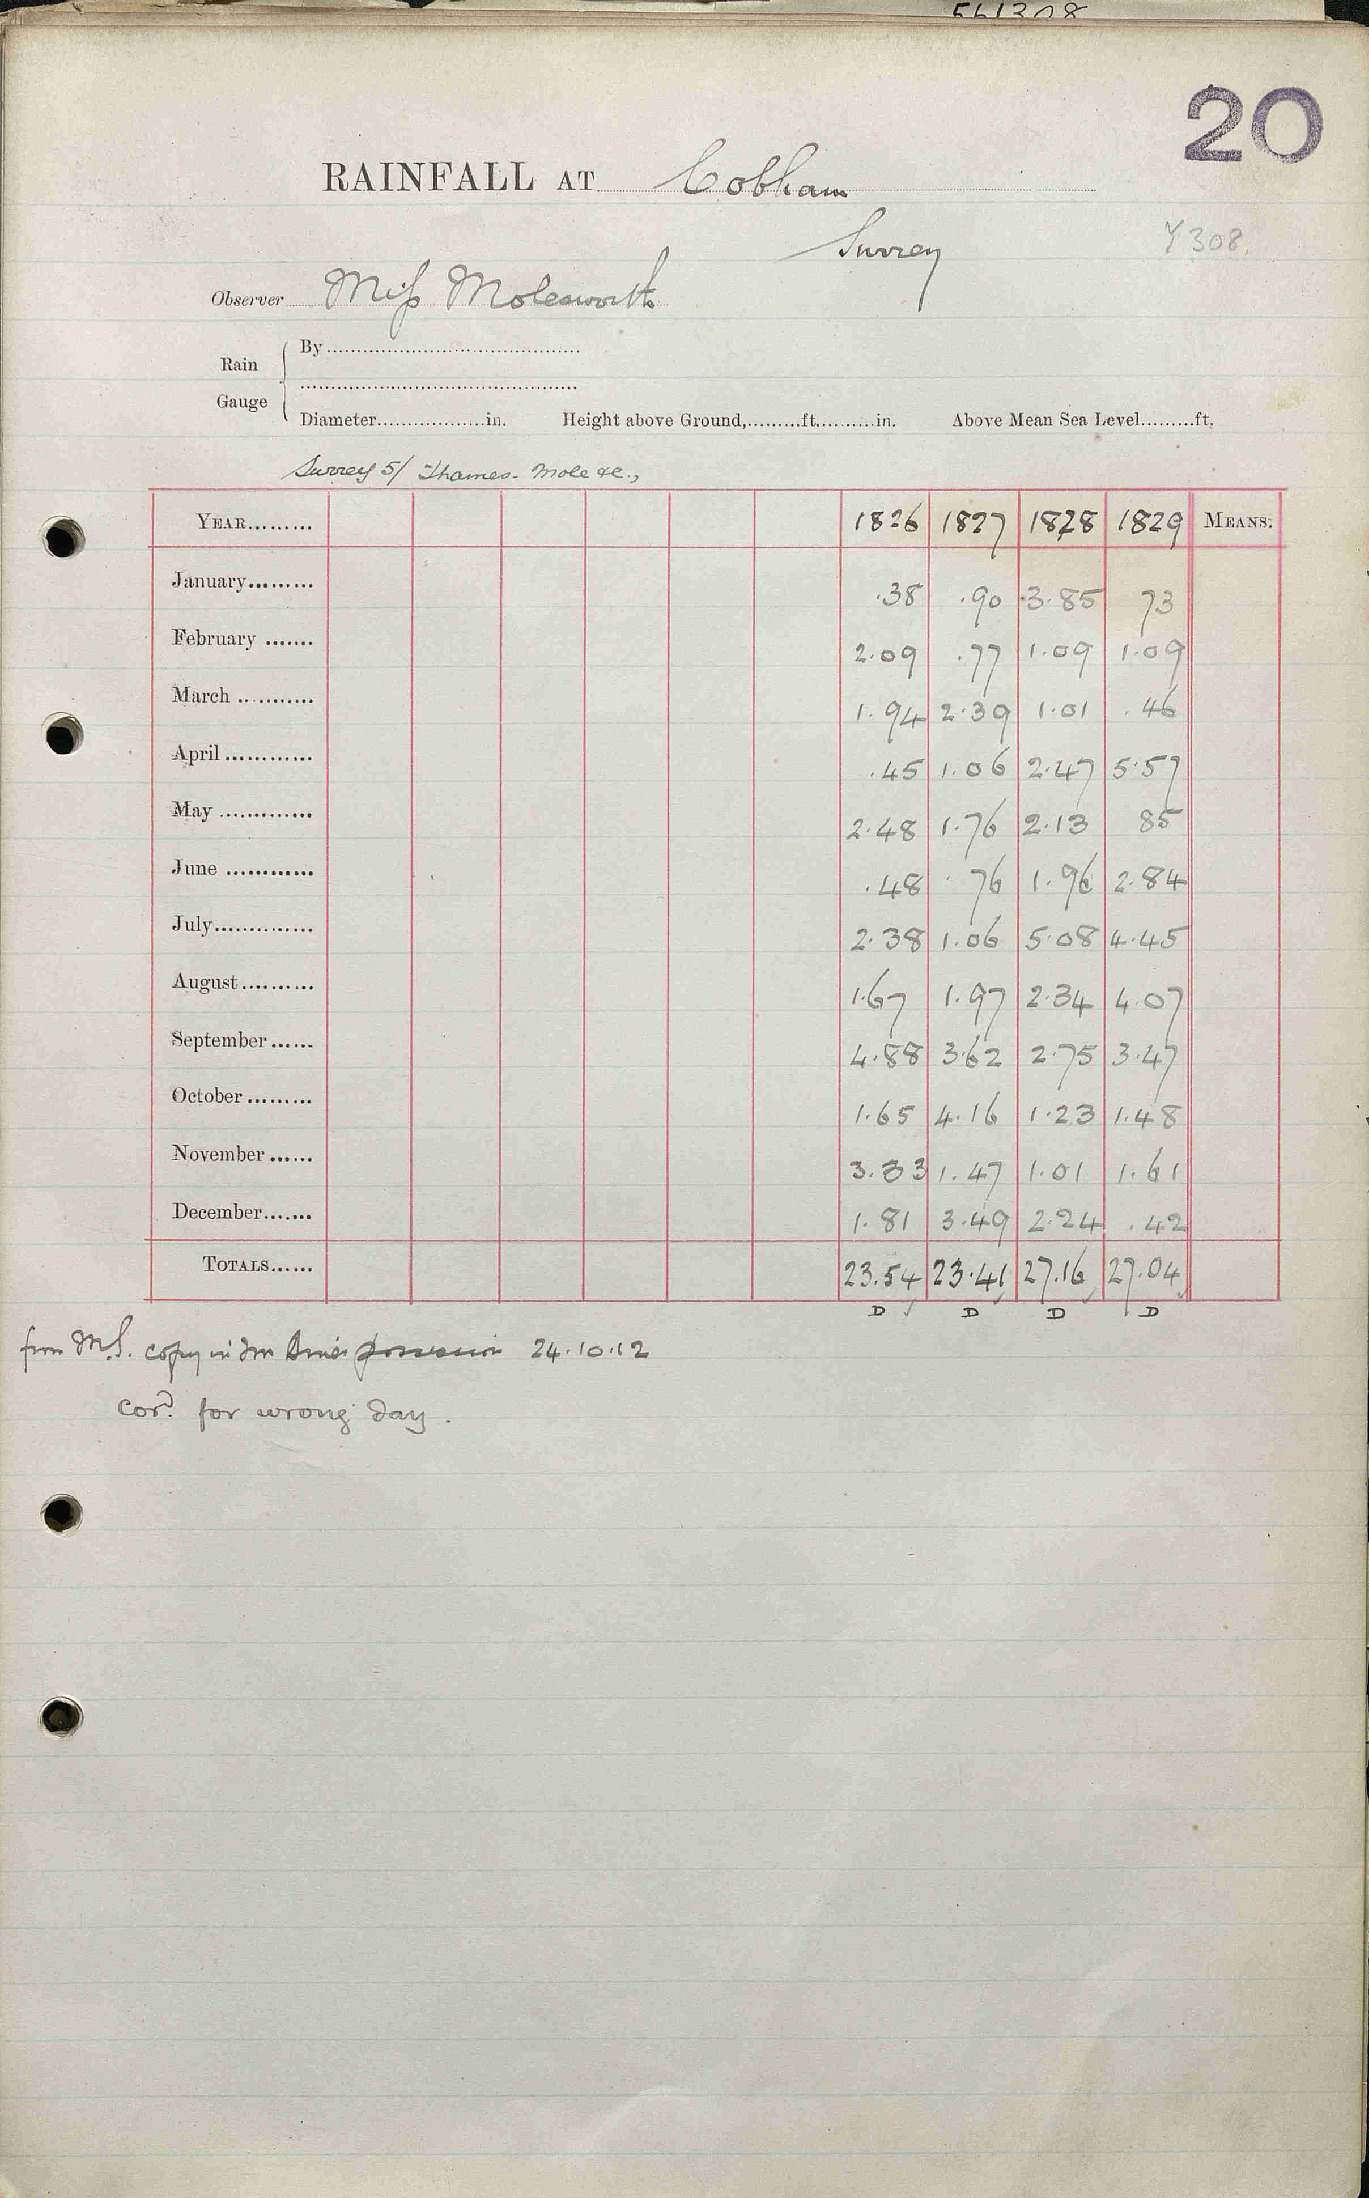 561308
20
RAINFALL AT Cobham
Surrey
Y308.
Observer Miss Molesworth
Rain Gauge
By
Diameter in. Height above Ground, ft. in. Above Mean Sea Level ft.
Surrey 5/ Thames. Mole &c.,
YEAR 1826 1827 1828 1829 MEANS.
January .38 .90 3.85 73
February 2.09 .77 1.09 1.09
March 1.94 2.39 1.01 .46
April .45 1.06 2.47 5.57
May 2.48 1.76 2.13 85
June .48 .76 1.96 2.84
July 2.38 1.06 5.08 4.45
August 1.67 1.97 2.34 4.07
September 4.88 3.62 2.75 3.47
October 1.65 4.16 1.23 1.48
November 3.33 1.47 1.01 1.61
December 1.81 3.49 2.24 .42
TOTALS 23.54 23.41 27.16 27.04
D D D D
from M.S. copy in possession 24.10.12
Corn. for wrong day.